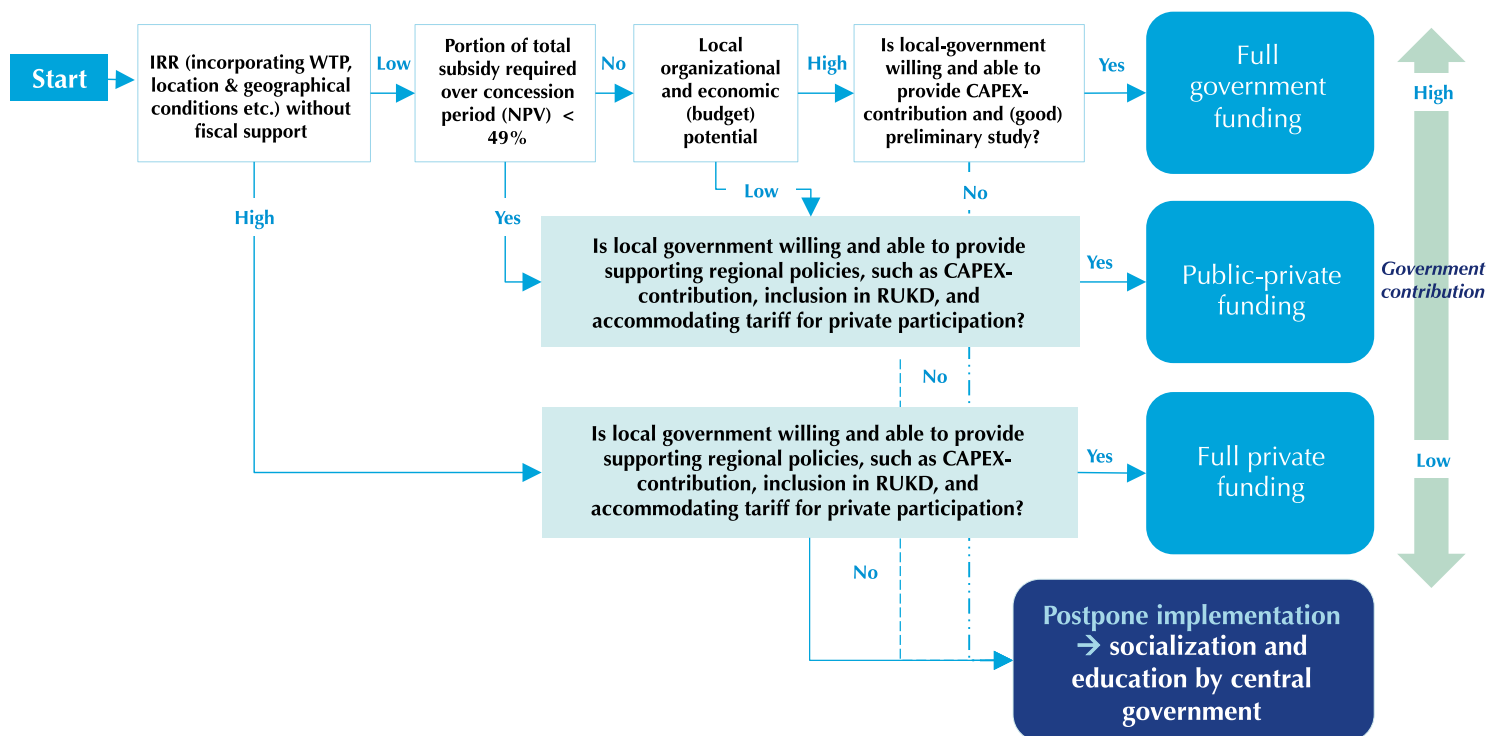 Start
IRR (incorporating WTP,
location & geographical
conditions etc.) without
fiscal support
Low
Portion of total
subsidy required
over concession
period (NPV) <
49%
No
Local
organizational
and economic
(budget)
potential
High
Is local-government
willing and able to
provide CAPEX-
contribution and (good)
preliminary study?
Yes
Full
government
funding
High
High
Yes
Low
No
Is local government willing and able to provide
supporting regional policies, such as CAPEX-
contribution, inclusion in RUKD, and
accommodating tariff for private participation?
Yes
Public-private
funding
Government
contribution
No
Is local government willing and able to provide
supporting regional policies, such as CAPEX-
contribution, inclusion in RUKD, and
accommodating tariff for private participation?
Yes
Full private
funding
Low
No
Postpone implementation
→ socialization and
education by central
government